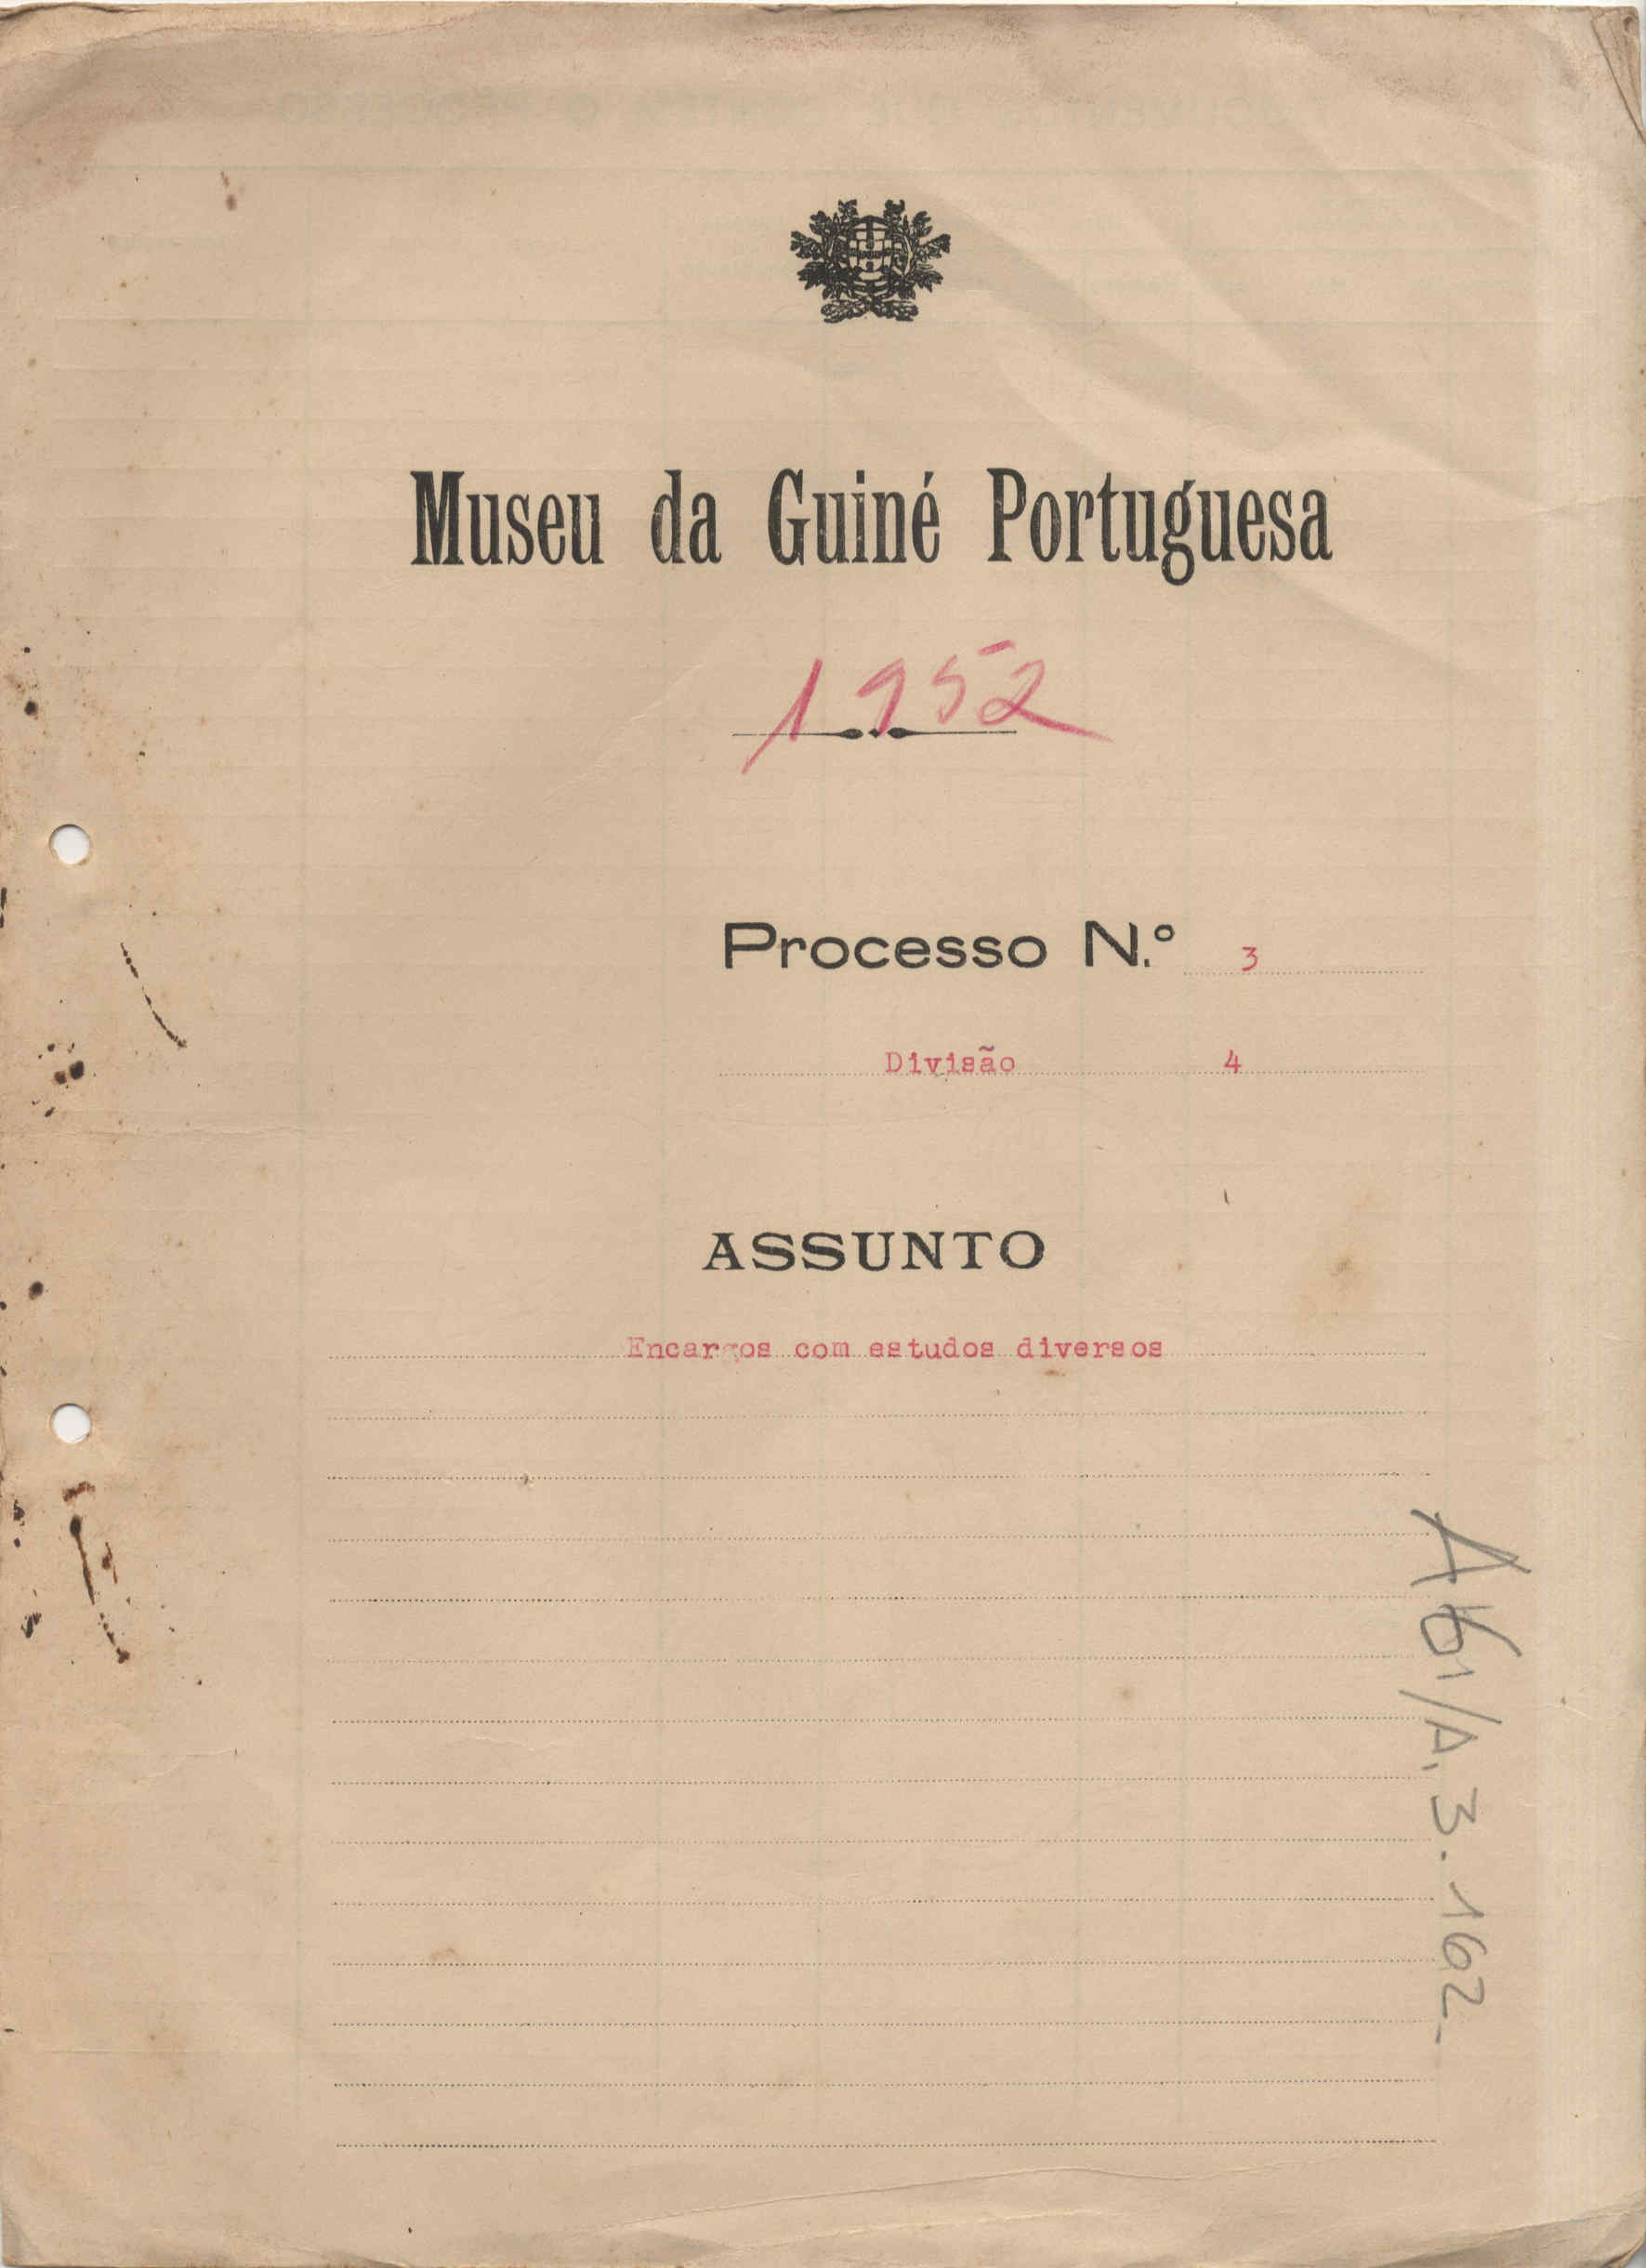 Museu da Guiné Portuguesa
1952
Processo N.º 3
Divisão 4
ASSUNTO
Encargos com estudos diversos
A61/A.3.162